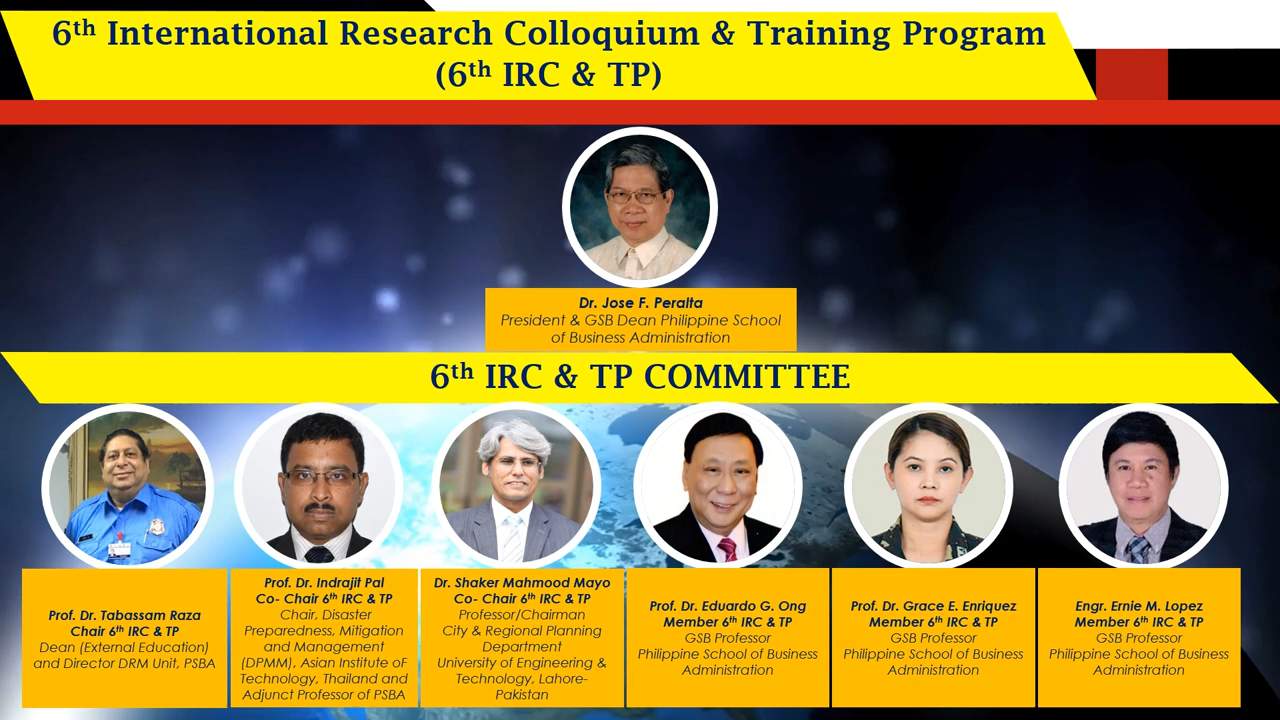 6th International Research Colloquium & Training Program
(6th IRC & TP)
Dr. Jose F. Peralta
President & GSB Dean Philippine School
of Business Administration
6th IRC & TP COMMITTEE
Prof. Dr. Tabassam Raza
Chair 6th IRC & TP
Dean (External Education)
and Director DRM Unit, PSBA
Prof. Dr. Indrajit Pal
Co- Chair 6th IRC & TP
Chair, Disaster
Preparedness, Mitigation
and Management
(DPMM), Asian Institute oF
Technology, Thailand and
Adjunct Professor of PSBA
Dr. Shaker Mahmood Mayo
Co- Chair 6th IRC & TP
Professor/Chairman
City & Regional Planning
Department
University of Engineering &
Technology, Lahore-
Pakistan
Prof. Dr. Eduardo G. Ong
Member 6th IRC & TP
GSB Professor
Philippine School of Business
Administration
Prof. Dr. Grace E. Enriquez
Member 6th IRC & TP
GSB Professor
Philippine School of Business
Administration
Engr. Ernie M. Lopez
Member 6th IRC & TP
GSB Professor
Philippine School of Business
Administration